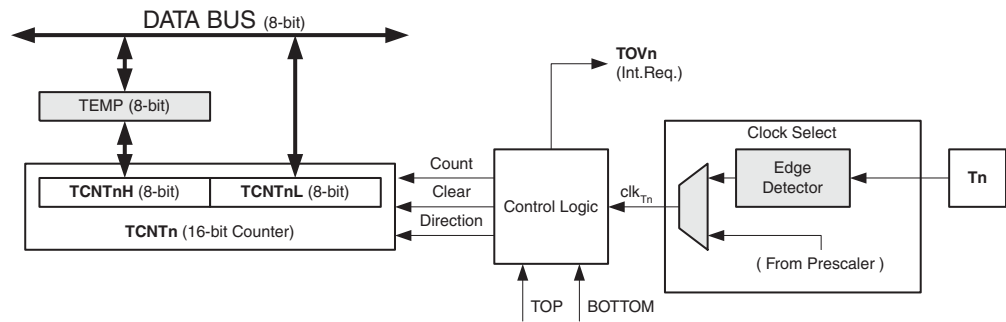 DATA BUS (8-bit)
TOVn
(Int.Req.)
TEMP (8-bit)
Clock Select
TCNTnH (8-bit) TCNTnL (8-bit)
TCNTn (16-bit Counter)
Count
Clear
Direction
Control Logic
clkTn
Edge
Detector
Tn
( From Prescaler )
TOP
BOTTOM